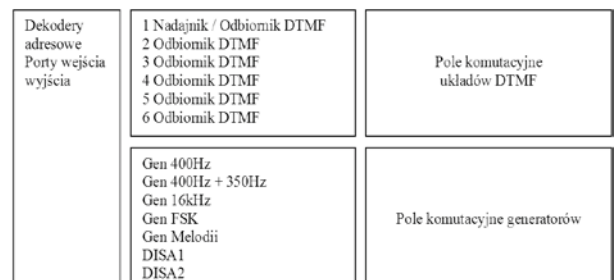 Dekodery
adresowe
Porty wejścia
wyjścia
1 Nadajnik / Odbiornik DTMF
2 Odbiornik DTMF
3 Odbiornik DTMF
4 Odbiornik DTMF
5 Odbiornik DTMF
6 Odbiornik DTMF
Pole komutacyjne
układów DTMF
Gen 400Hz
Gen 400Hz + 350Hz
Gen 16kHz
Gen FSK
Gen Melodii
DISA1
DISA2
Pole komutacyjne generatorów